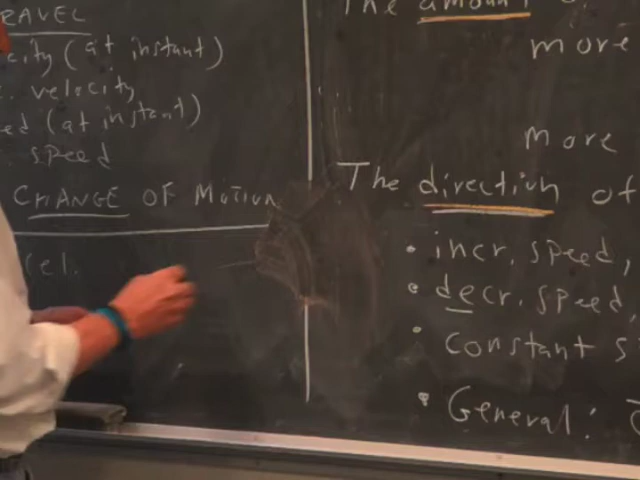 RAVEL
city (at instant)
. velocity
ed (at instant)
speed
CHANGE OF MOTION
cel.
The amount
more
more
The direction of
• incr. speed,
• decr. speed,
• constant s
• General: